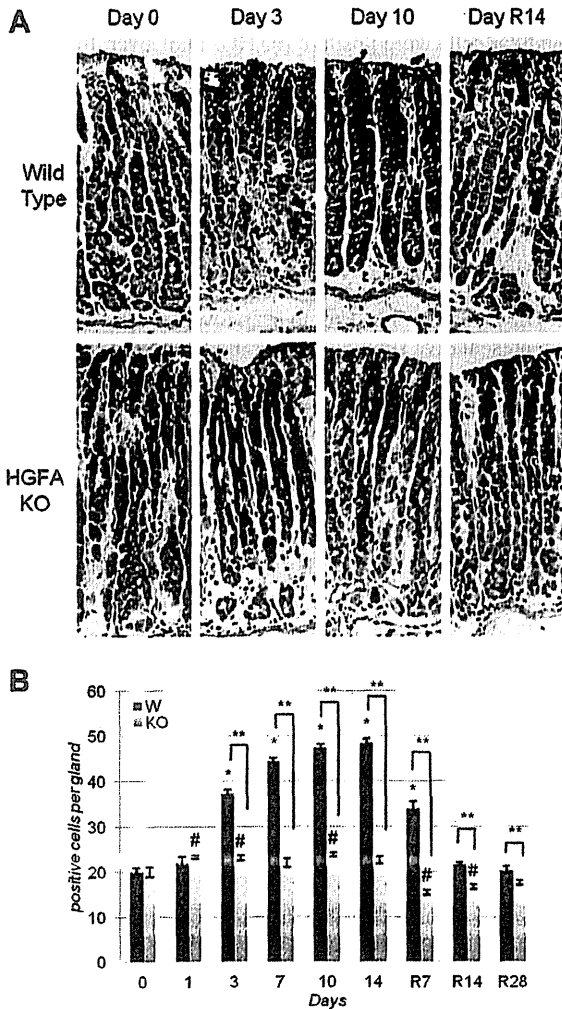 A
Day 0 Day 3 Day 10 Day R14
Wild
Type
HGFA
KO
B
positive cells per gland
60
50
40
30
20
10
0
W
KO
#
*
**
#
*
**
*
**
#
*
**
*
**
#
**
#
**
0 1 3 7 10 14 R7 R14 R28
Days